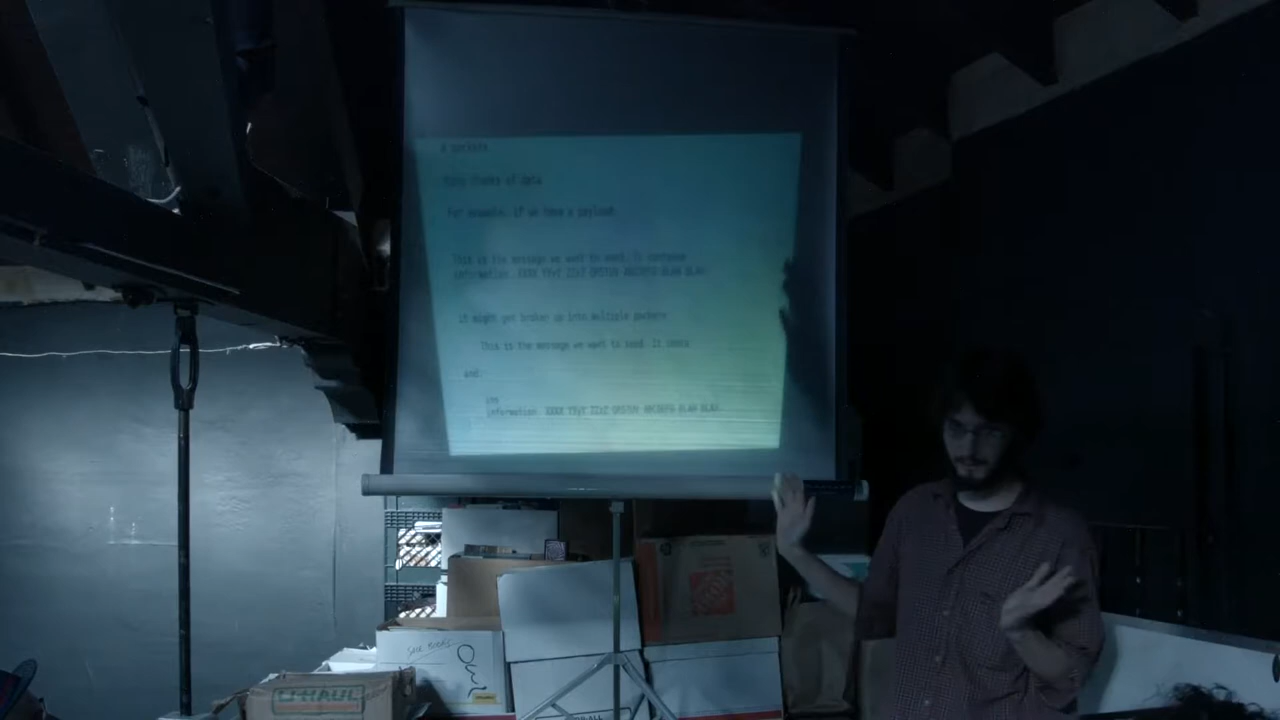 # packets
Many chunks of data
For example, if we have a payload:
This is the message we want to send. It contains
information. XXXX YYYY ZZZZ QRSTUV ABCDEFG BLAH BLAH.
It might get broken up into multiple packets:
This is the message we want to send. It conta
and:
ins
information. XXXX YYYY ZZZZ QRSTUV ABCDEFG BLAH BLAH.
OWL
U-HAUL